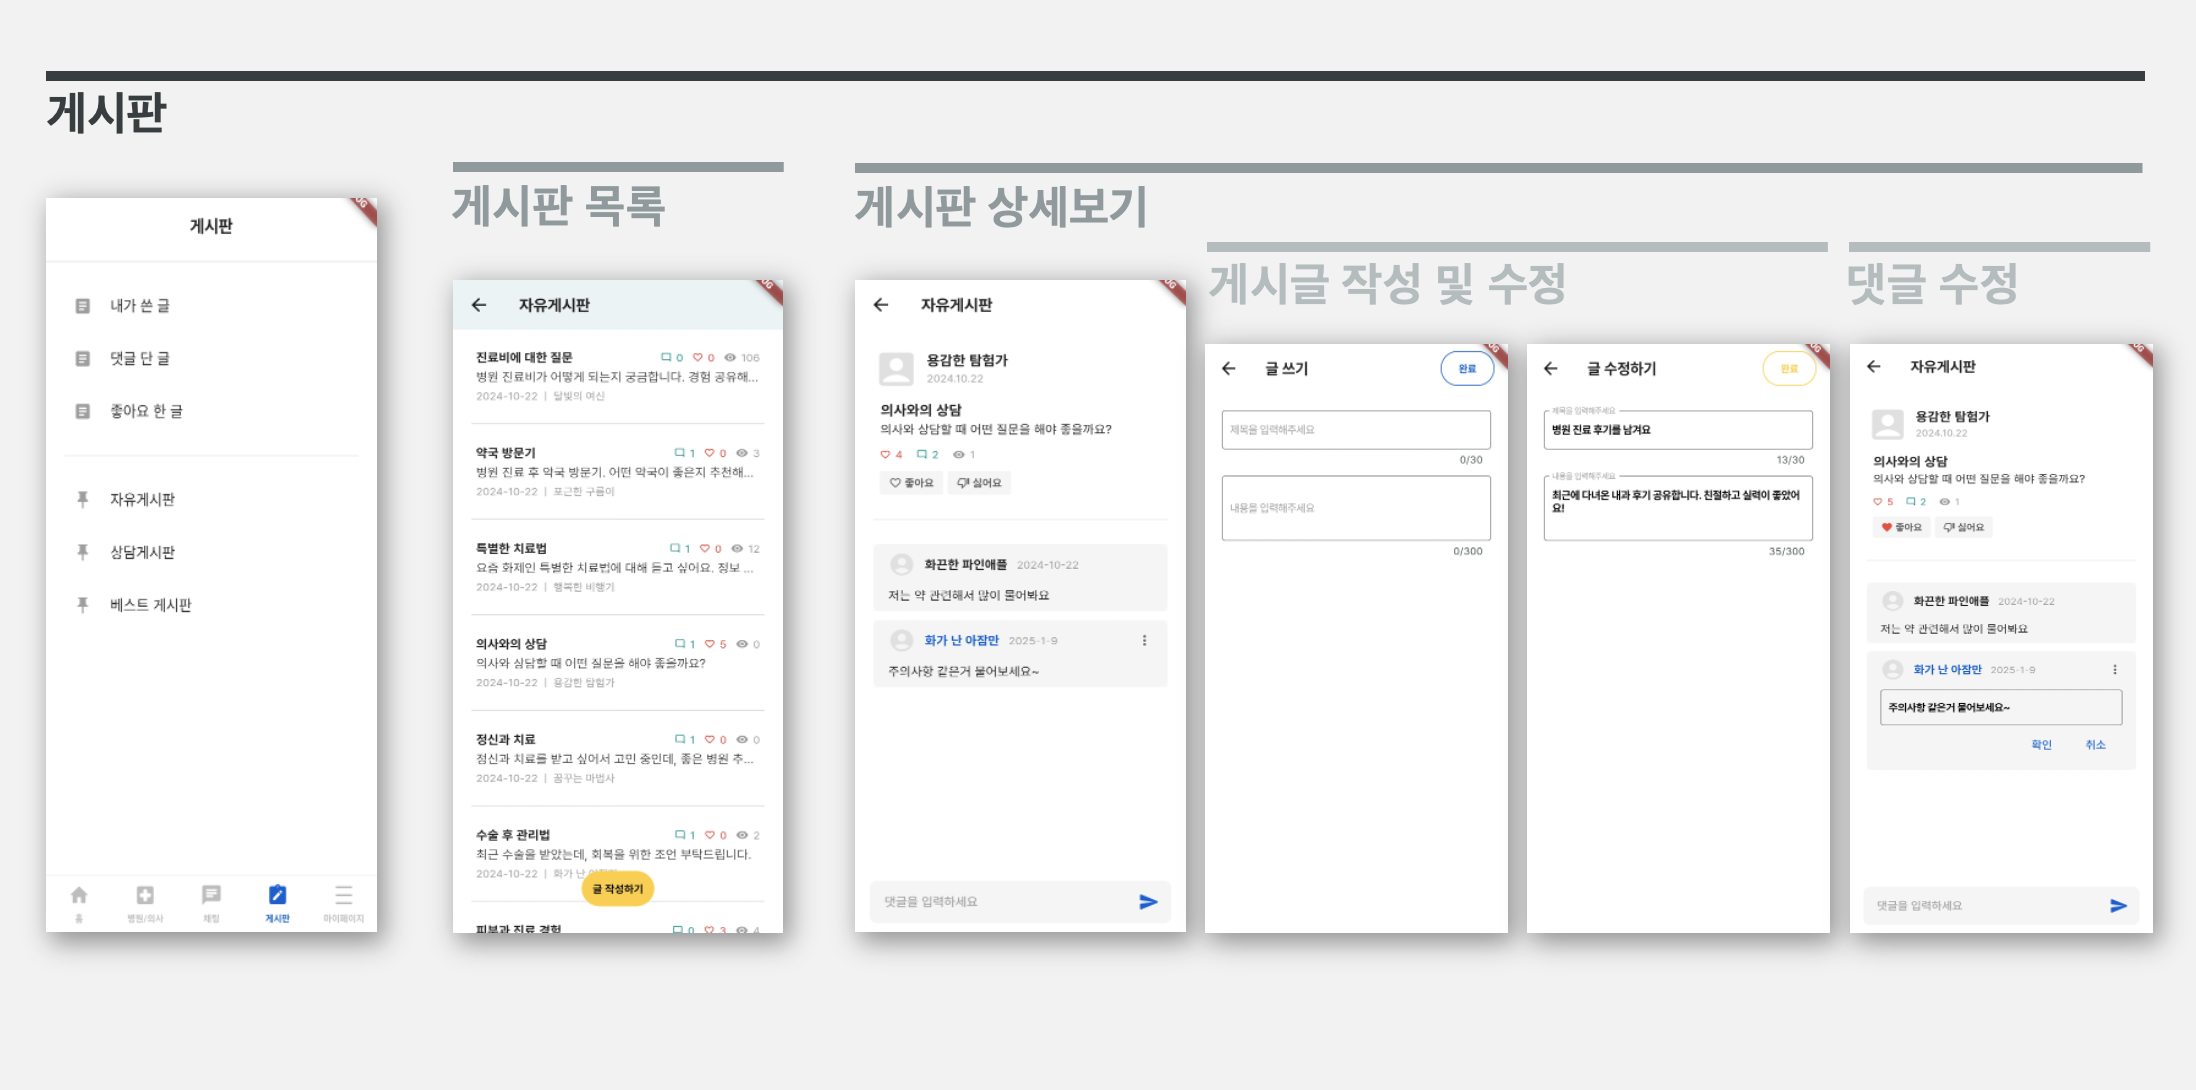 게시판
게시판
내가 쓴 글
댓글 단 글
좋아요 한 글
자유게시판
상담게시판
베스트 게시판
홈
병원/의사
채팅
게시판
마이페이지
게시판 목록
자유게시판
진료비에 대한 질문 0 0 106
병원 진료비가 어떻게 되는지 궁금합니다. 경험 공유해...
2024-10-22 | 달빛의 여신
약국 방문기 1 0 3
병원 진료 후 약국 방문기. 어떤 약국이 좋은지 추천해...
2024-10-22 | 포근한 구름이
특별한 치료법 1 0 12
요즘 화제인 특별한 치료법에 대해 듣고 싶어요. 정보 ...
2024-10-22 | 행복한 비행기
의사와의 상담 1 5 0
의사와 상담할 때 어떤 질문을 해야 좋을까요?
2024-10-22 | 용감한 탐험가
정신과 치료 1 0 0
정신과 치료를 받고 싶어서 고민 중인데, 좋은 병원 추...
2024-10-22 | 꿈꾸는 마법사
수술 후 관리법 1 0 2
최근 수술을 받았는데, 회복을 위한 조언 부탁드립니다.
2024-10-22 | 화가 난
글 작성하기
피부과 진료 경험 0 3 4
게시판 상세보기
자유게시판
용감한 탐험가
2024.10.22
의사와의 상담
의사와 상담할 때 어떤 질문을 해야 좋을까요?
4 2 1
좋아요 싫어요
화끈한 파인애플 2024-10-22
저는 약 관련해서 많이 물어봐요
화가 난 아잠만 2025-1-9
주의사항 같은거 물어보세요~
댓글을 입력하세요
게시글 작성 및 수정
글 쓰기 완료
제목을 입력해주세요
0/30
내용을 입력해주세요
0/300
글 수정하기 완료
제목을 입력해주세요
병원 진료 후기를 남겨요
13/30
내용을 입력해주세요
최근에 다녀온 내과 후기 공유합니다. 친절하고 실력이 좋았어
요!
35/300
댓글 수정
자유게시판
용감한 탐험가
2024.10.22
의사와의 상담
의사와 상담할 때 어떤 질문을 해야 좋을까요?
5 2 1
좋아요 싫어요
화끈한 파인애플 2024-10-22
저는 약 관련해서 많이 물어봐요
화가 난 아잠만 2025-1-9
주의사항 같은거 물어보세요~
확인 취소
댓글을 입력하세요